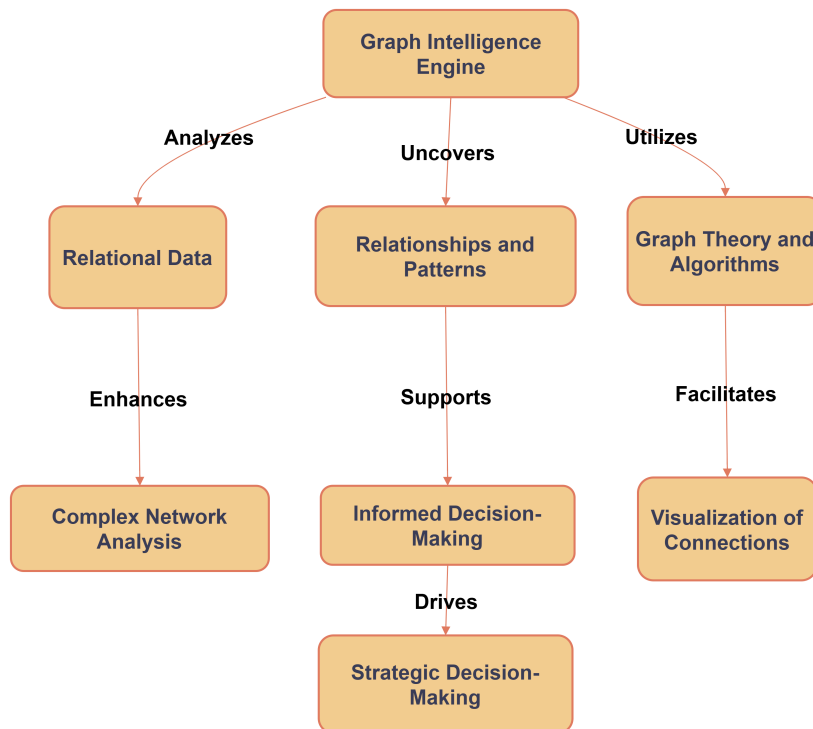 Graph Intelligence
Engine
Analyzes
Uncovers
Utilizes
Relational Data
Relationships and
Patterns
Graph Theory and
Algorithms
Enhances
Supports
Facilitates
Complex Network
Analysis
Informed Decision-
Making
Visualization of
Connections
Drives
Strategic Decision-
Making